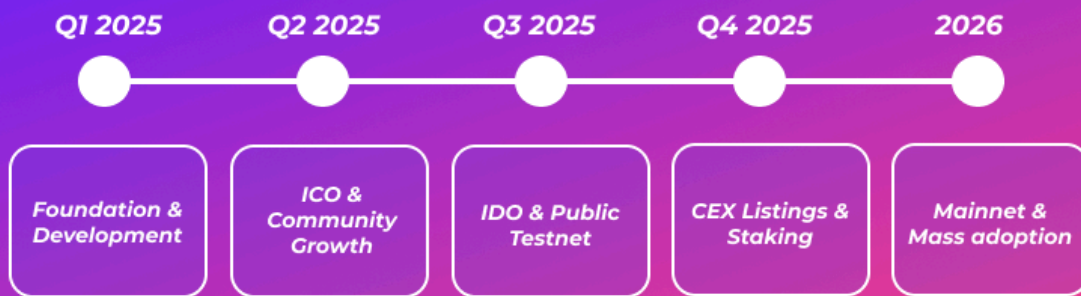 Q1 2025
Q2 2025
Q3 2025
Q4 2025
2026
Foundation &
Development
ICO &
Community
Growth
IDO & Public
Testnet
CEX Listings &
Staking
Mainnet &
Mass adoption